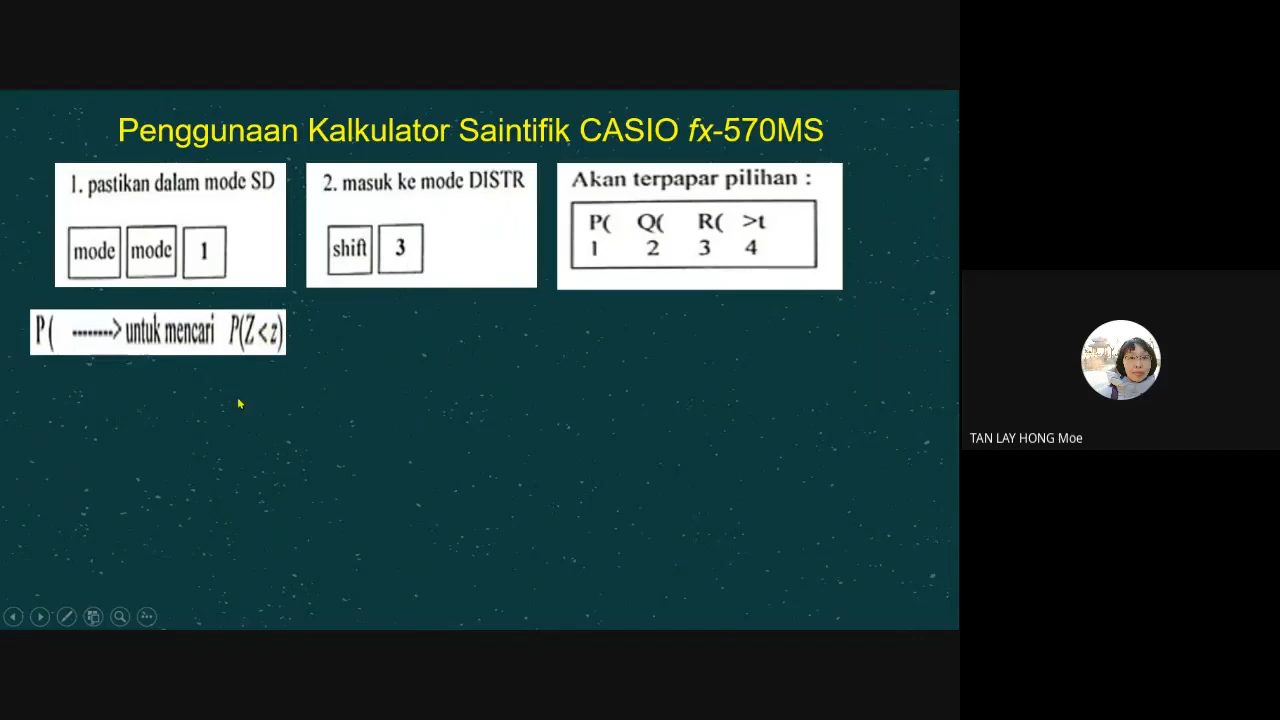 Penggunaan Kalkulator Saintifik CASIO fx-570MS
1. pastikan dalam mode SD
mode mode 1
2. masuk ke mode DISTR
shift 3
Akan terpapar pilihan :
P( Q( R( >t
1 2 3 4
P( --------> untuk mencari P(Z < z)
TAN LAY HONG Moe